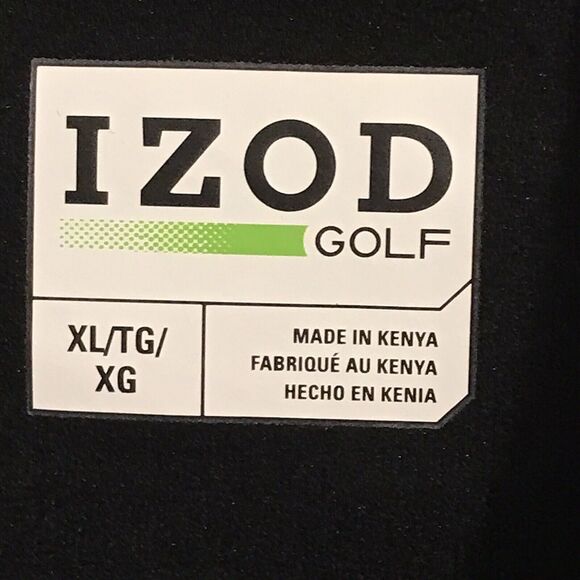 IZOD
GOLF
XL/TG/
XG
MADE IN KENYA
FABRIQUÉ AU KENYA
HECHO EN KENIA